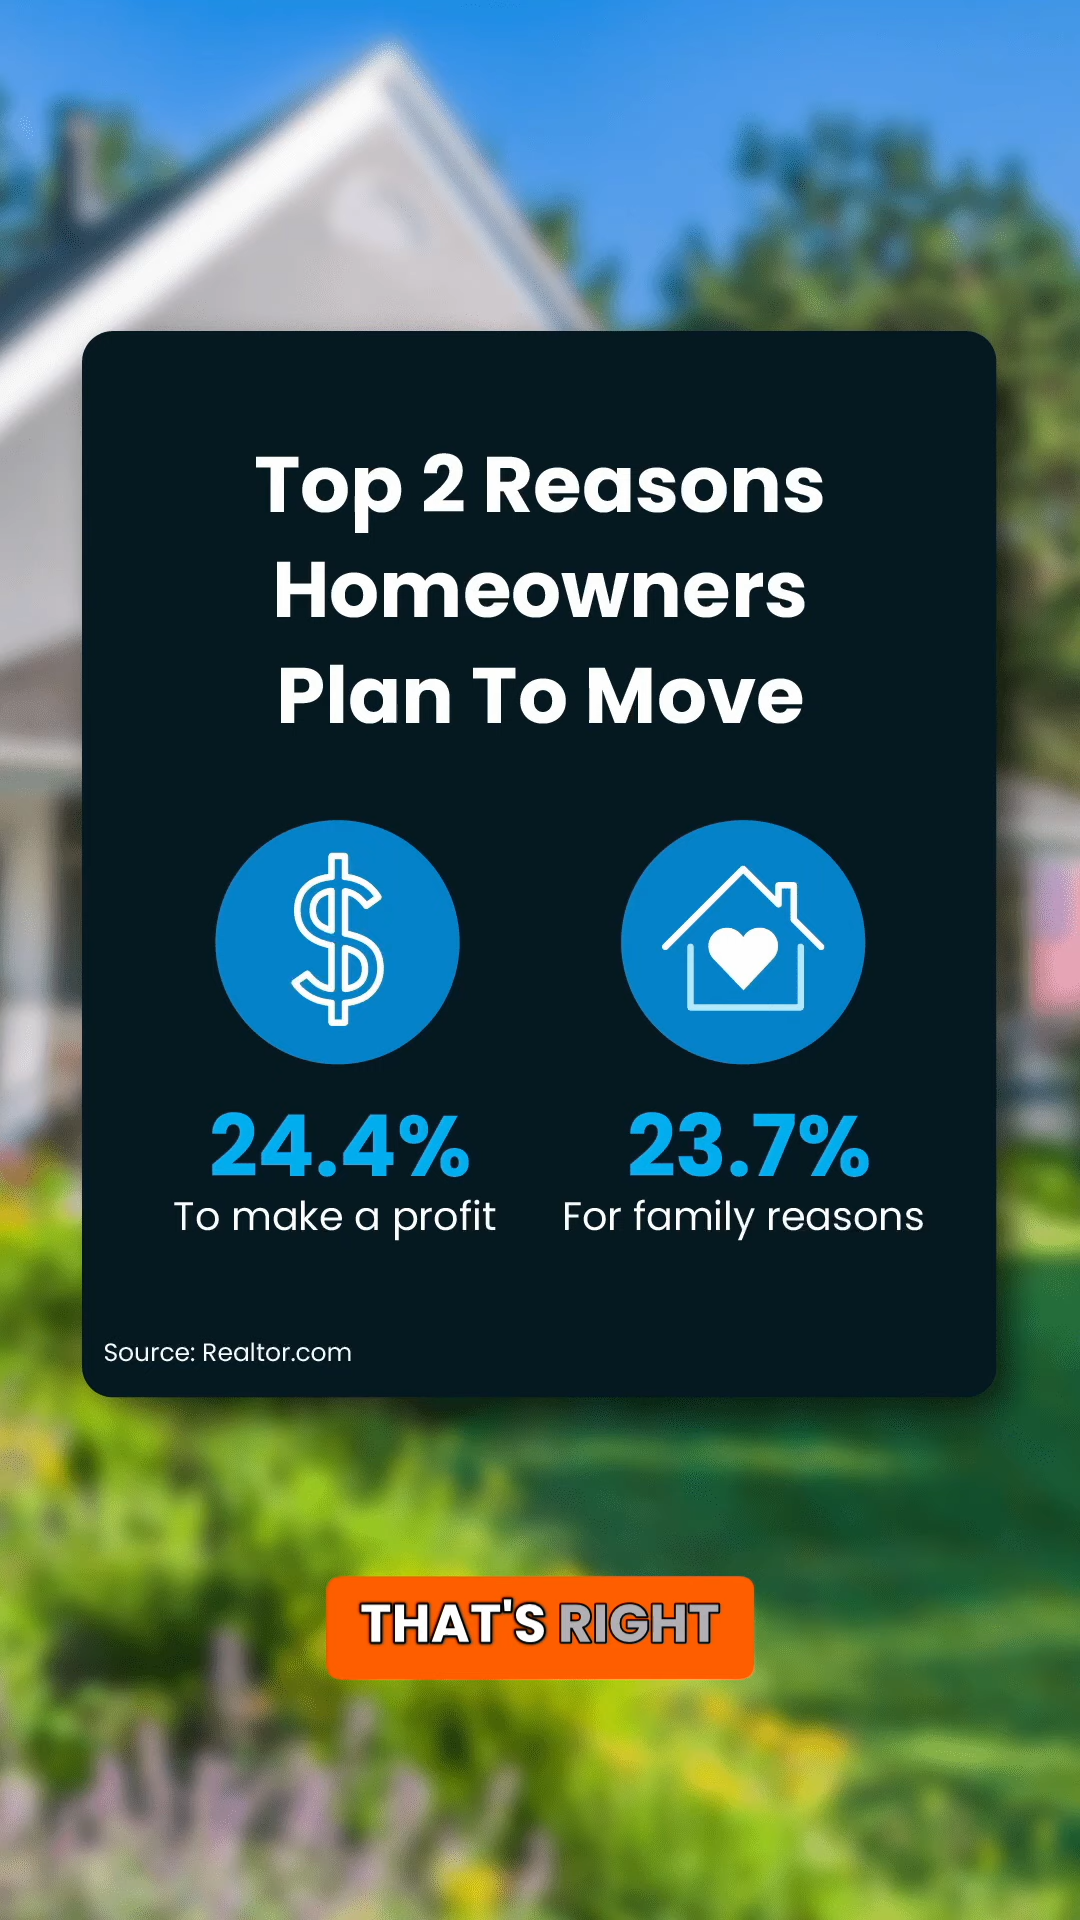 Top 2 Reasons
Homeowners
Plan To Move
24.4%
To make a profit
23.7%
For family reasons
Source: Realtor.com
THAT'S RIGHT